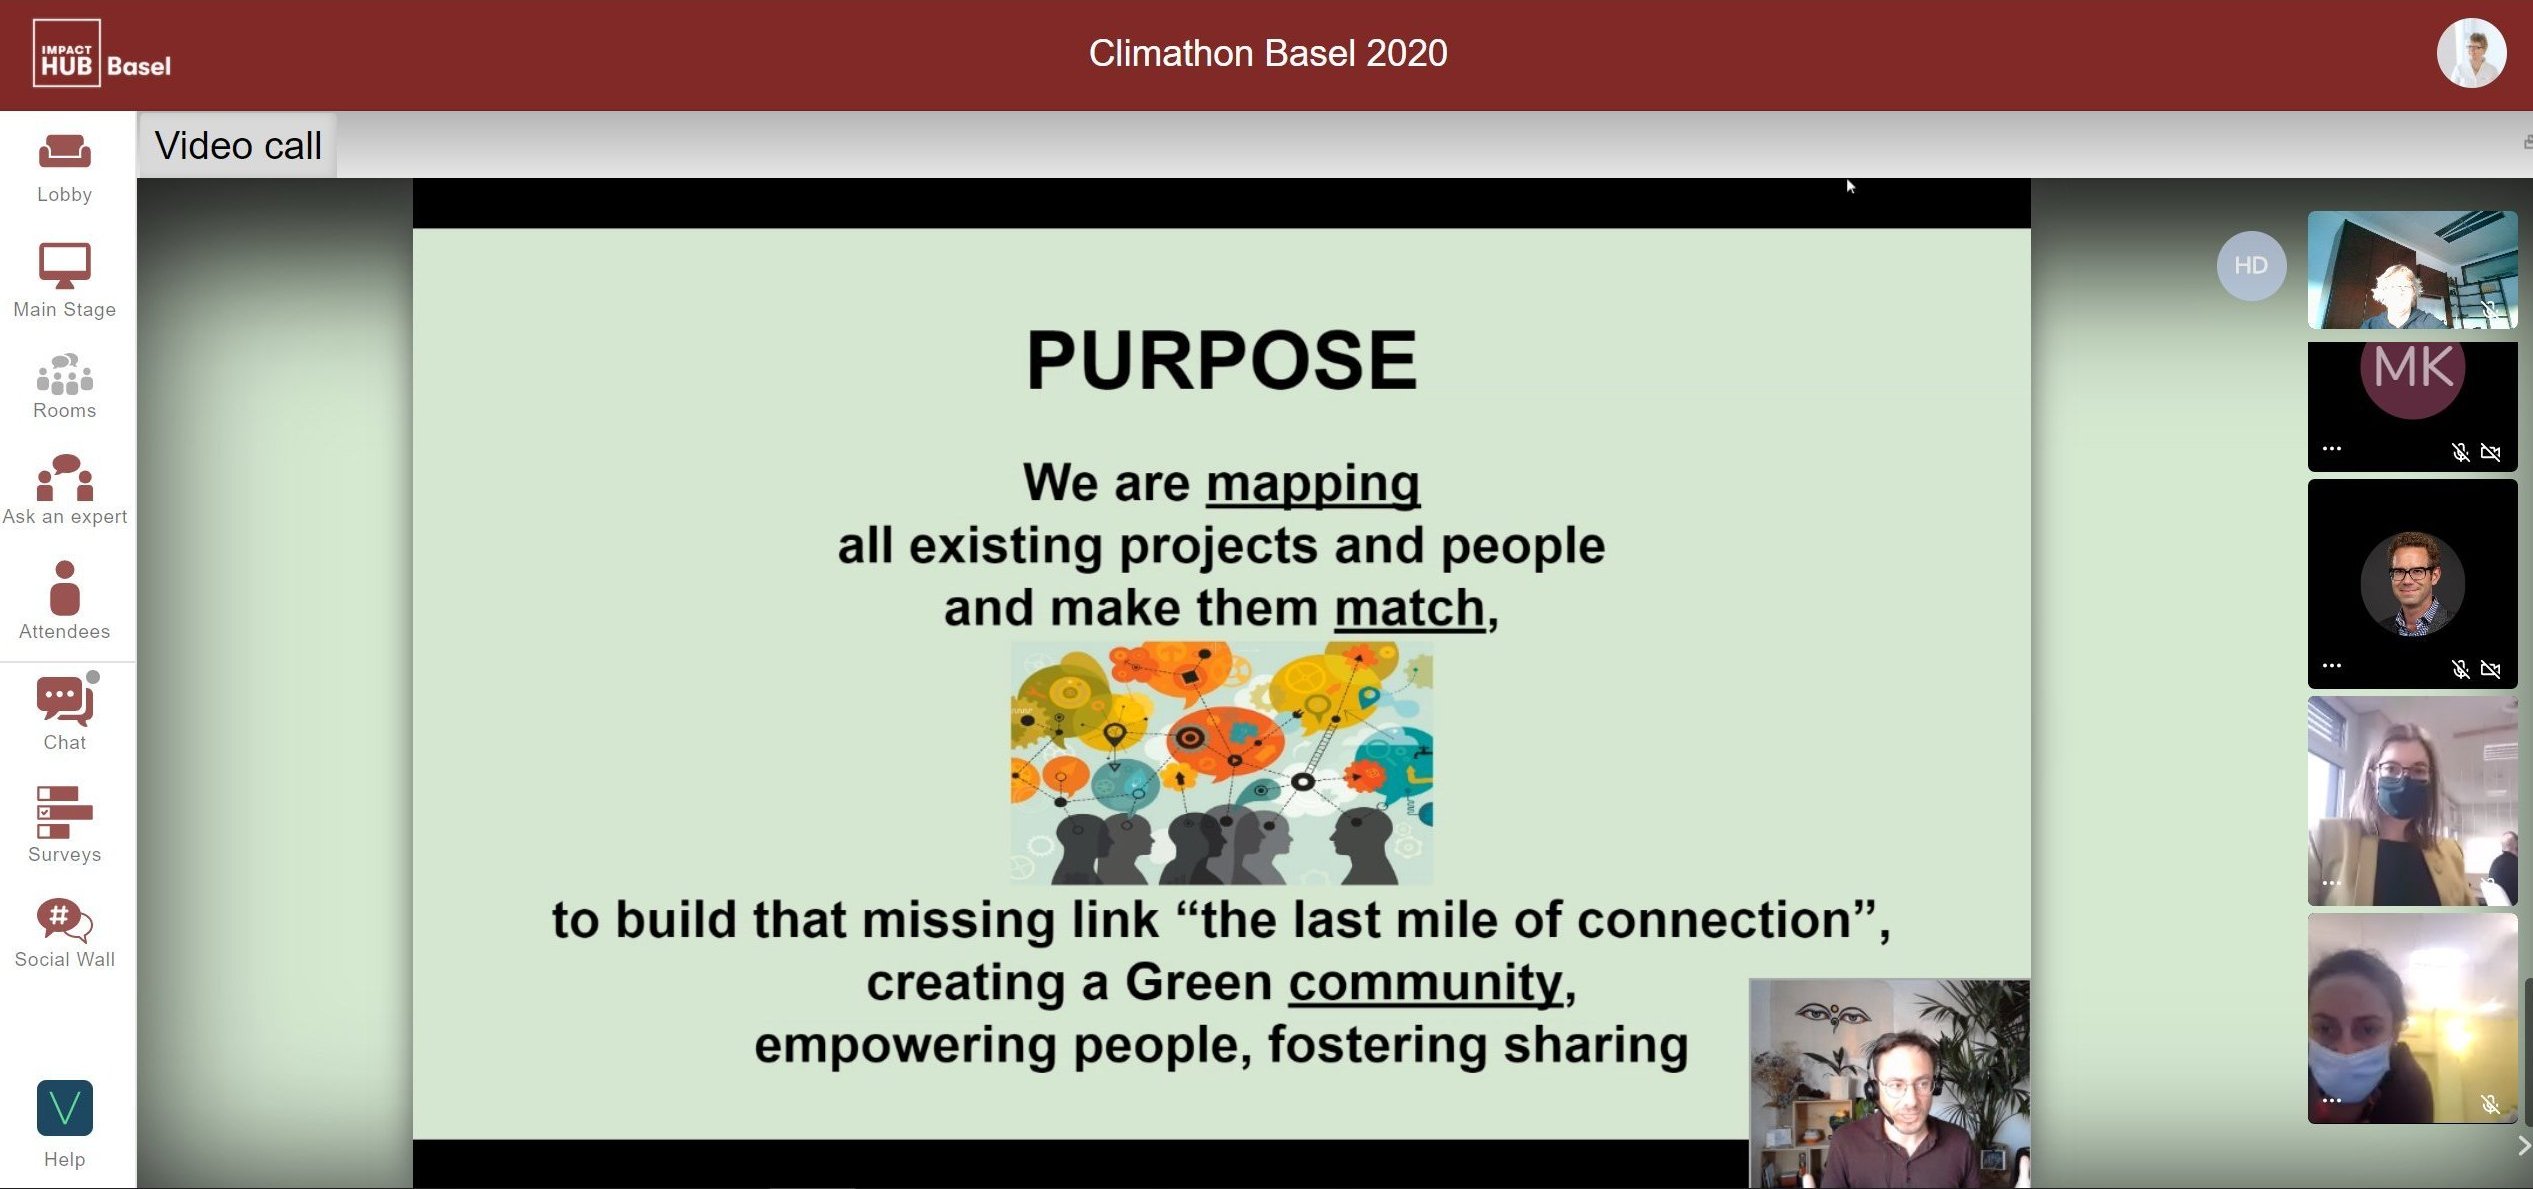 IMPACT
HUB Basel
Climathon Basel 2020
Video call
Lobby
Main Stage
Rooms
Ask an expert
Attendees
Chat
Surveys
#
Social Wall
V
Help
PURPOSE
We are mapping
all existing projects and people
and make them match,
to build that missing link “the last mile of connection”,
creating a Green community,
empowering people, fostering sharing
HD
MK